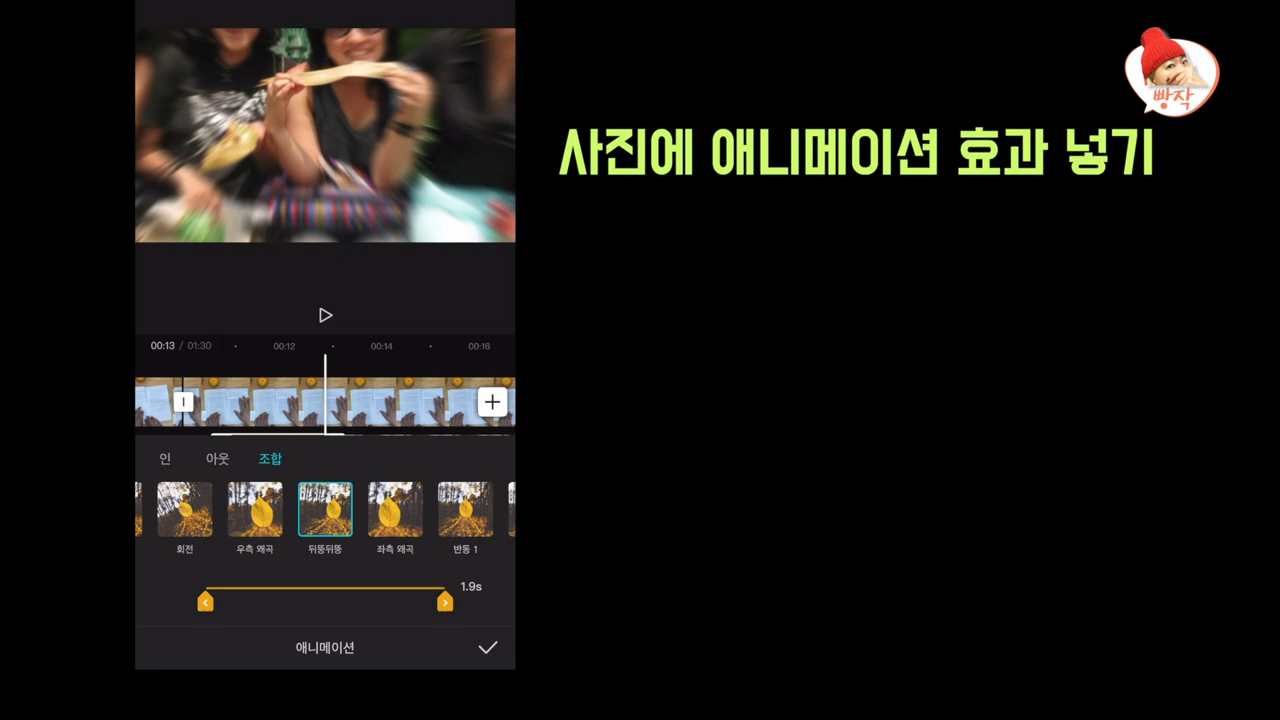 빵작
사진에 애니메이션 효과 넣기
00:13 / 01:30 00:12 00:14 00:16
인 아웃 조합
회전 우측 왜곡 뒤뚱뒤뚱 좌측 왜곡 반동 1
1.9s
애니메이션